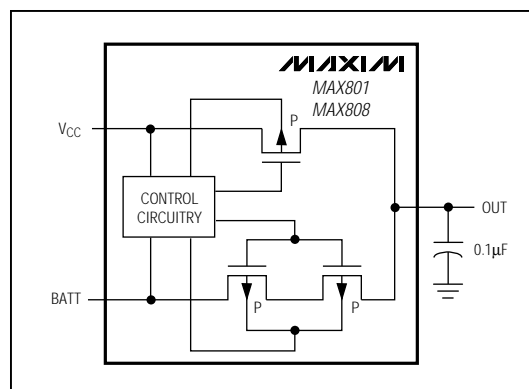 MAXIM
MAX801
MAX808
P
VCC
CONTROL
CIRCUITRY
OUT
0.1µF
BATT
P
P